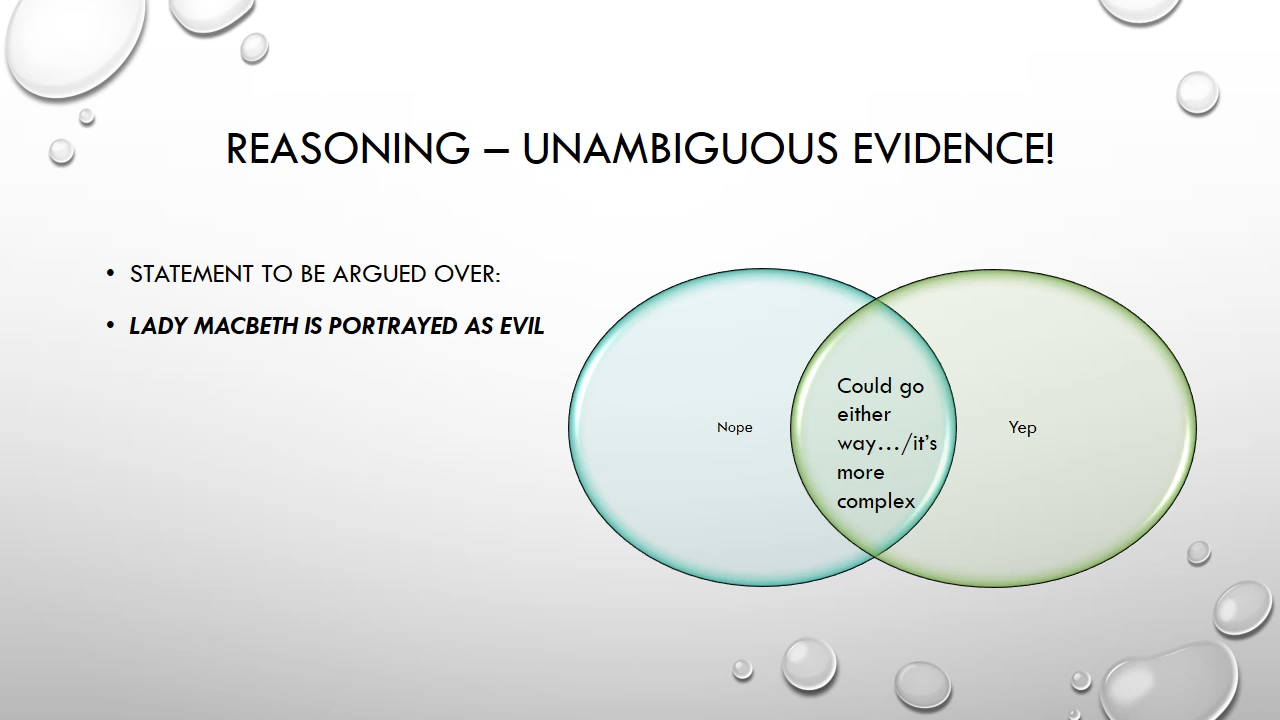 REASONING – UNAMBIGUOUS EVIDENCE!
• STATEMENT TO BE ARGUED OVER:
• LADY MACBETH IS PORTRAYED AS EVIL
Nope
Could go
either
way…/it’s
more
complex
Yep